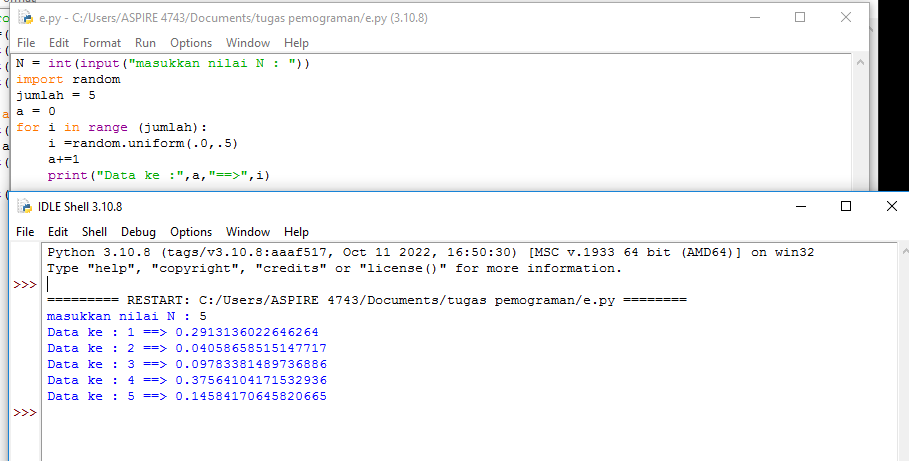 e.py - C:/Users/ASPIRE 4743/Documents/tugas pemograman/e.py (3.10.8)
File Edit Format Run Options Window Help
N = int(input("masukkan nilai N : "))
import random
jumlah = 5
a = 0
for i in range (jumlah):
    i =random.uniform(.0,.5)
    a+=1
    print("Data ke :",a,"==>",i)
IDLE Shell 3.10.8
File Edit Shell Debug Options Window Help
Python 3.10.8 (tags/v3.10.8:aaaf517, Oct 11 2022, 16:50:30) [MSC v.1933 64 bit (AMD64)] on win32
Type "help", "copyright", "credits" or "license()" for more information.
>>>
========= RESTART: C:/Users/ASPIRE 4743/Documents/tugas pemograman/e.py ========
masukkan nilai N : 5
Data ke : 1 ==> 0.2913136022646264
Data ke : 2 ==> 0.04058658515147717
Data ke : 3 ==> 0.09783381489736886
Data ke : 4 ==> 0.37564104171532936
Data ke : 5 ==> 0.14584170645820665
>>>